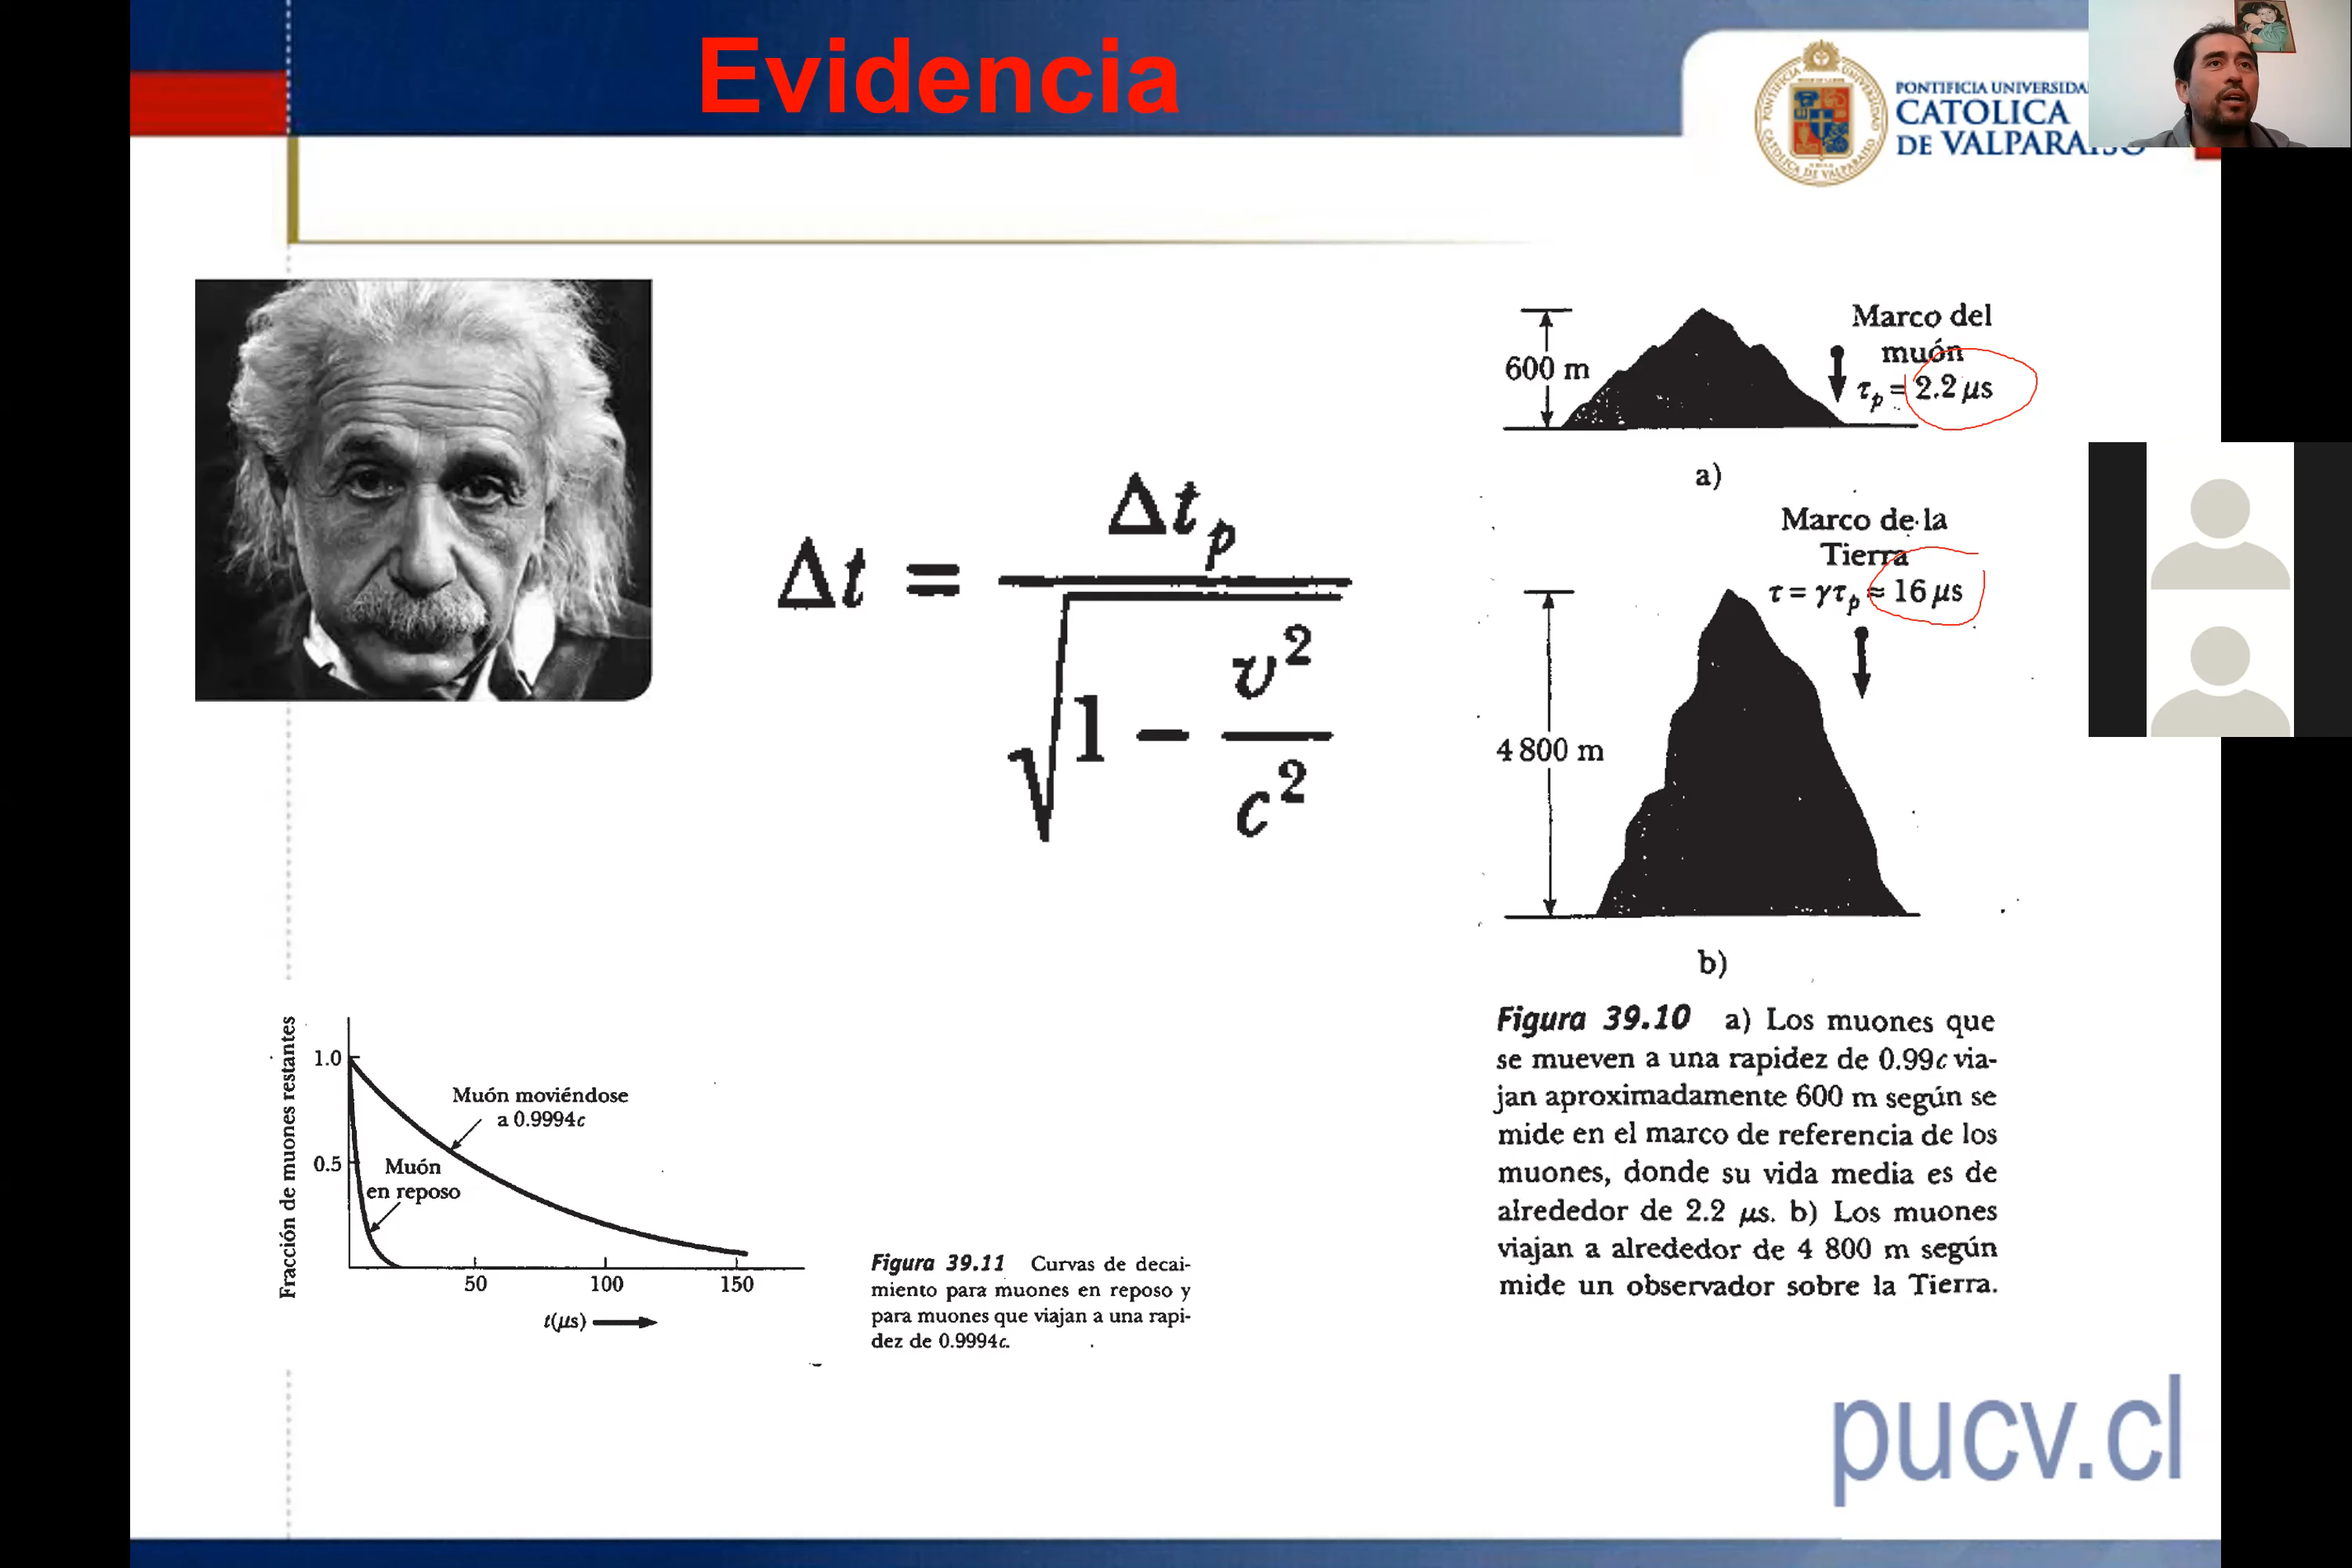 Evidencia
PONTIFICIA UNIVERSIDA
CATOLICA
DE VALPARAISO
600 m
Marco del
muón
τp = 2.2 μs
a)
Marco de la
Tierra
τ = γτp ≈ 16 μs
4 800 m
b)
Δt = Δtp / √(1 − v²/c²)
Figura 39.10 a) Los muones que
se mueven a una rapidez de 0.99c via-
jan aproximadamente 600 m según se
mide en el marco de referencia de los
muones, donde su vida media es de
alrededor de 2.2 μs. b) Los muones
viajan a alrededor de 4 800 m según
mide un observador sobre la Tierra.
Fracción de muones restantes
1.0
0.5
Muón moviéndose
a 0.9994c
Muón
en reposo
50 100 150
t(μs)
Figura 39.11 Curvas de decai-
miento para muones en reposo y
para muones que viajan a una rapi-
dez de 0.9994c.
pucv.cl